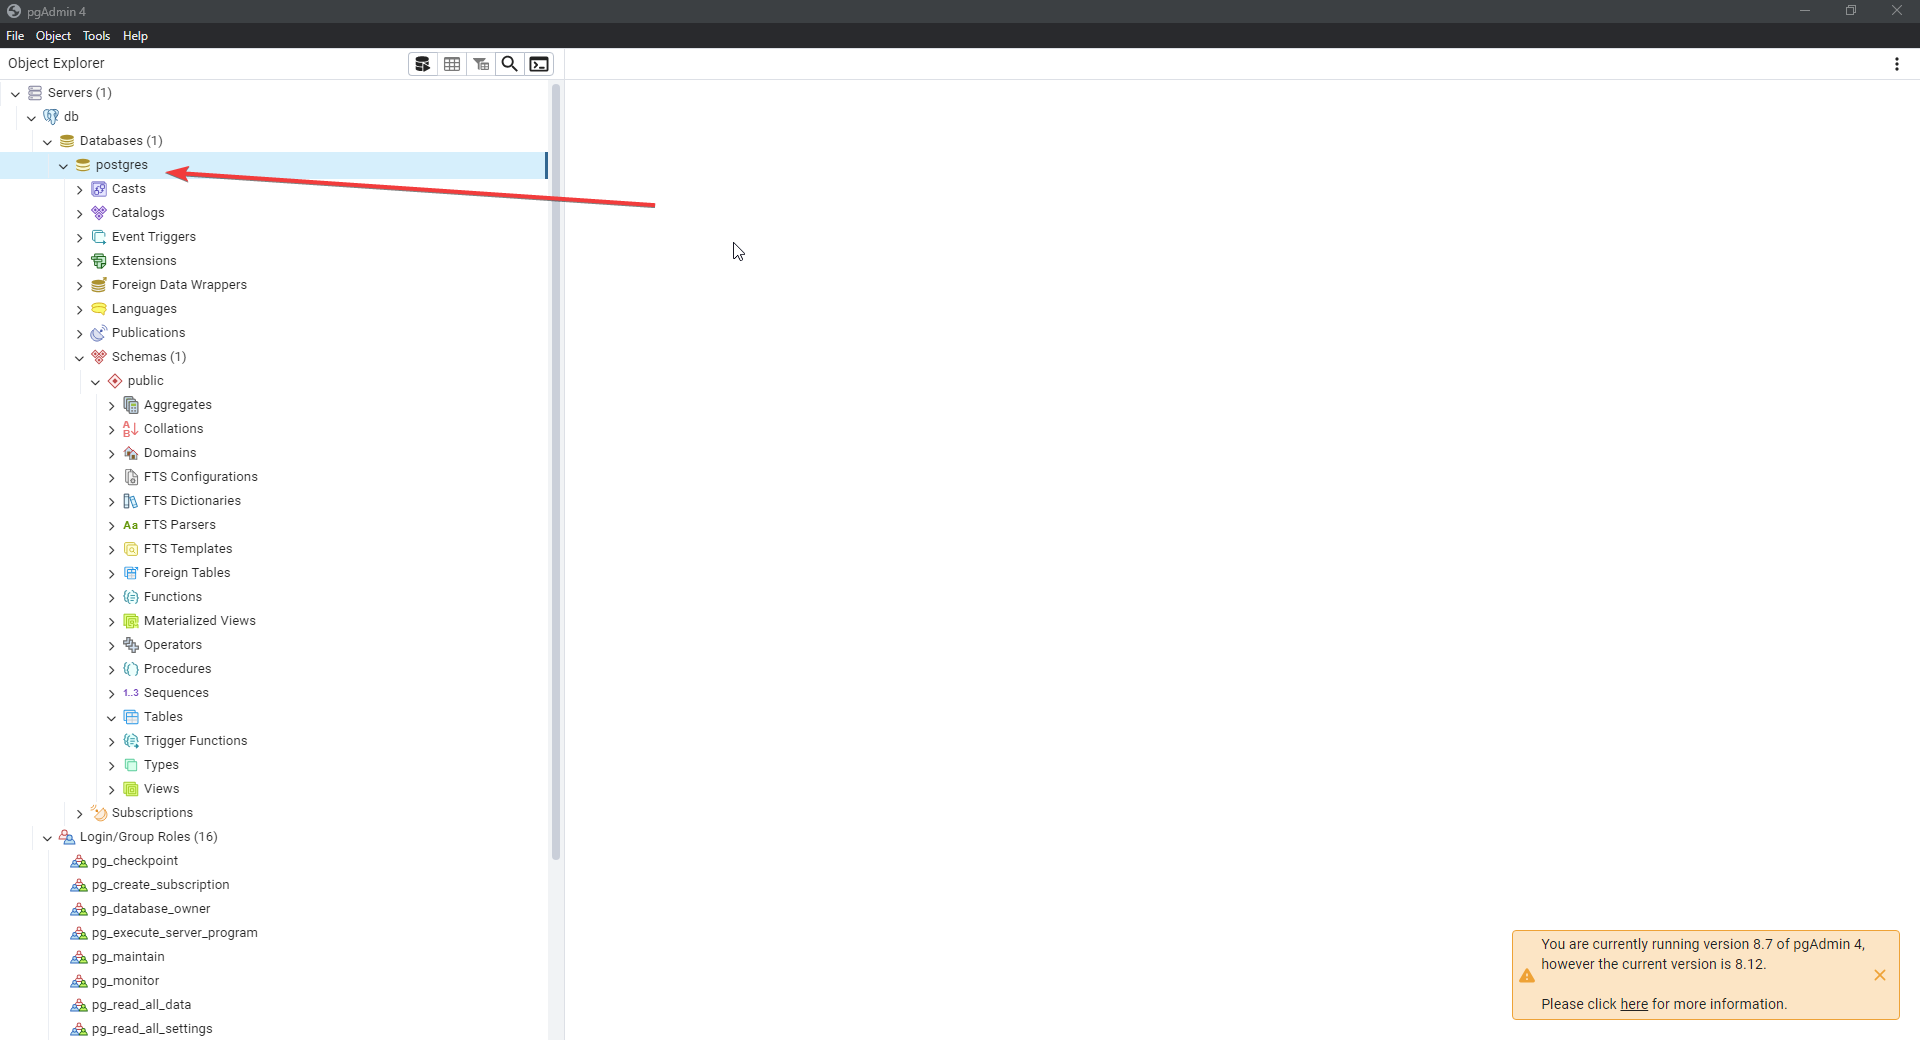 pgAdmin 4
File Object Tools Help
Object Explorer
Servers (1)
db
Databases (1)
postgres
Casts
Catalogs
Event Triggers
Extensions
Foreign Data Wrappers
Languages
Publications
Schemas (1)
public
Aggregates
Collations
Domains
FTS Configurations
FTS Dictionaries
Aa FTS Parsers
FTS Templates
Foreign Tables
Functions
Materialized Views
Operators
Procedures
1..3 Sequences
Tables
Trigger Functions
Types
Views
Subscriptions
Login/Group Roles (16)
pg_checkpoint
pg_create_subscription
pg_database_owner
pg_execute_server_program
pg_maintain
pg_monitor
pg_read_all_data
pg_read_all_settings
You are currently running version 8.7 of pgAdmin 4,
however the current version is 8.12.
Please click here for more information.